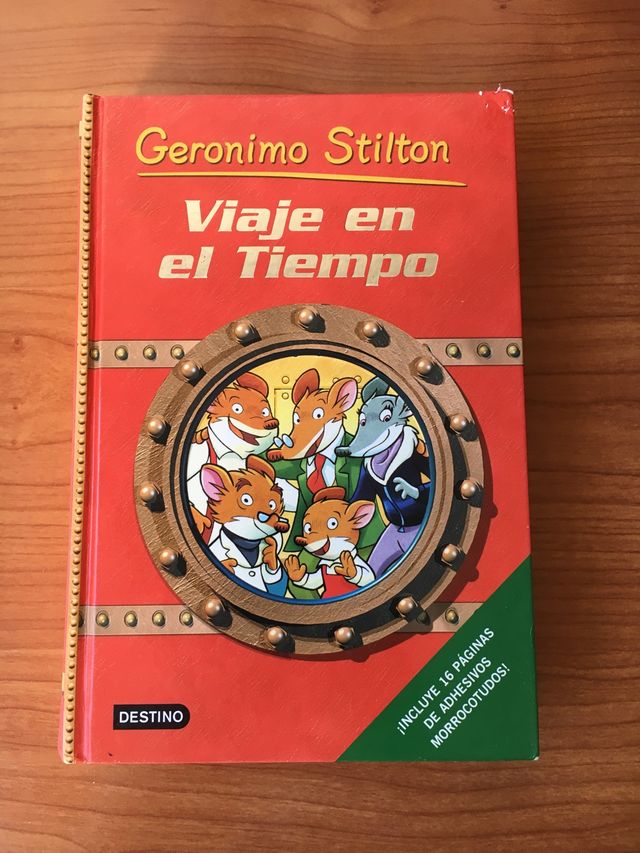 Geronimo Stilton
Viaje en
el Tiempo
¡INCLUYE 16 PÁGINAS
DE ADHESIVOS
MORROCOTUDOS!
DESTINO